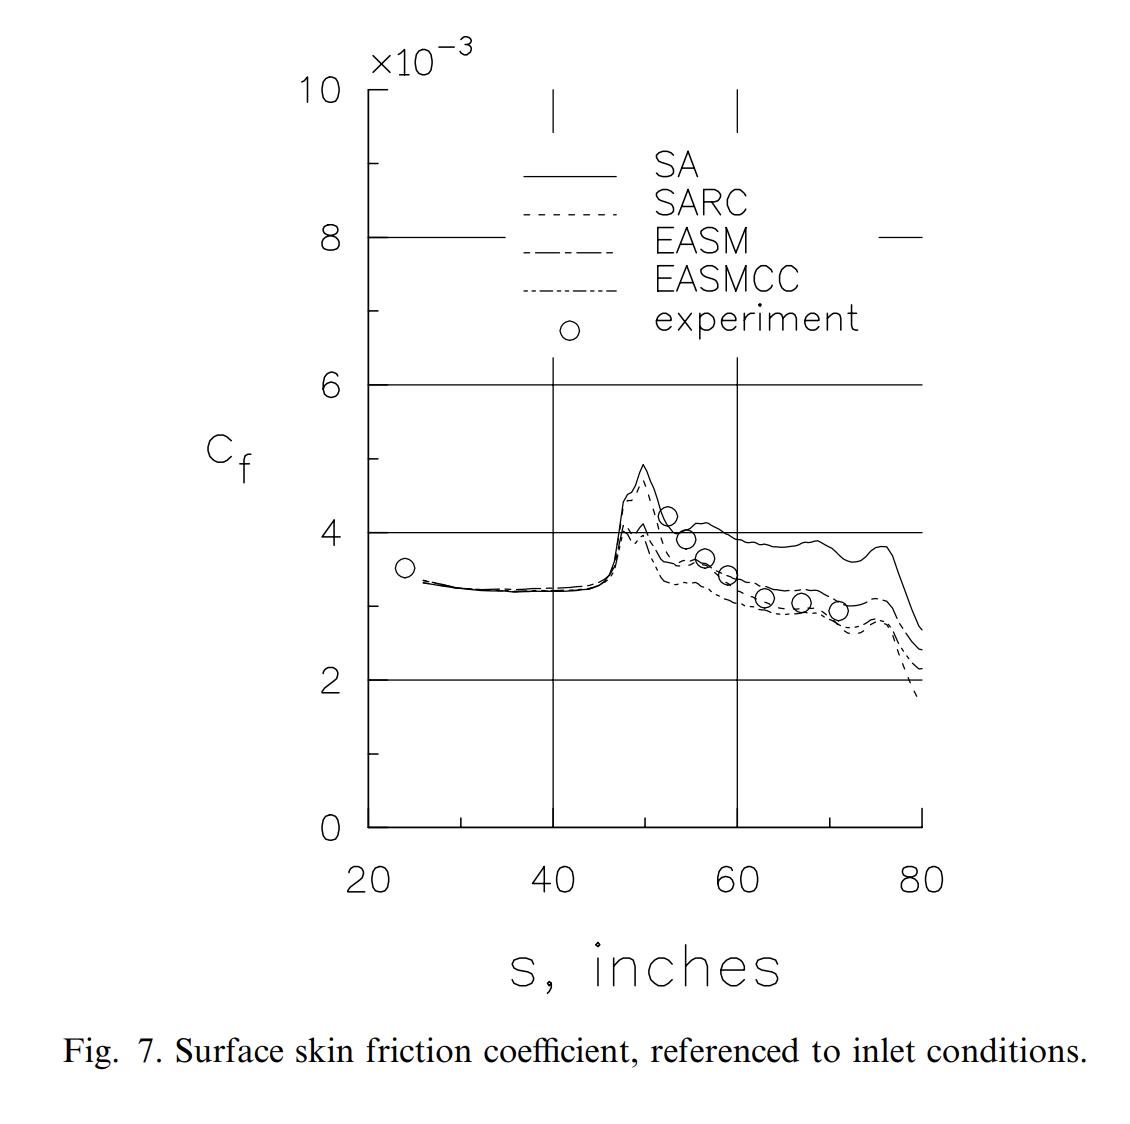 ×10⁻³
10
8
6
4
2
0
SA
SARC
EASM
EASMCC
experiment
C_f
20 40 60 80
s, inches
Fig. 7. Surface skin friction coefficient, referenced to inlet conditions.